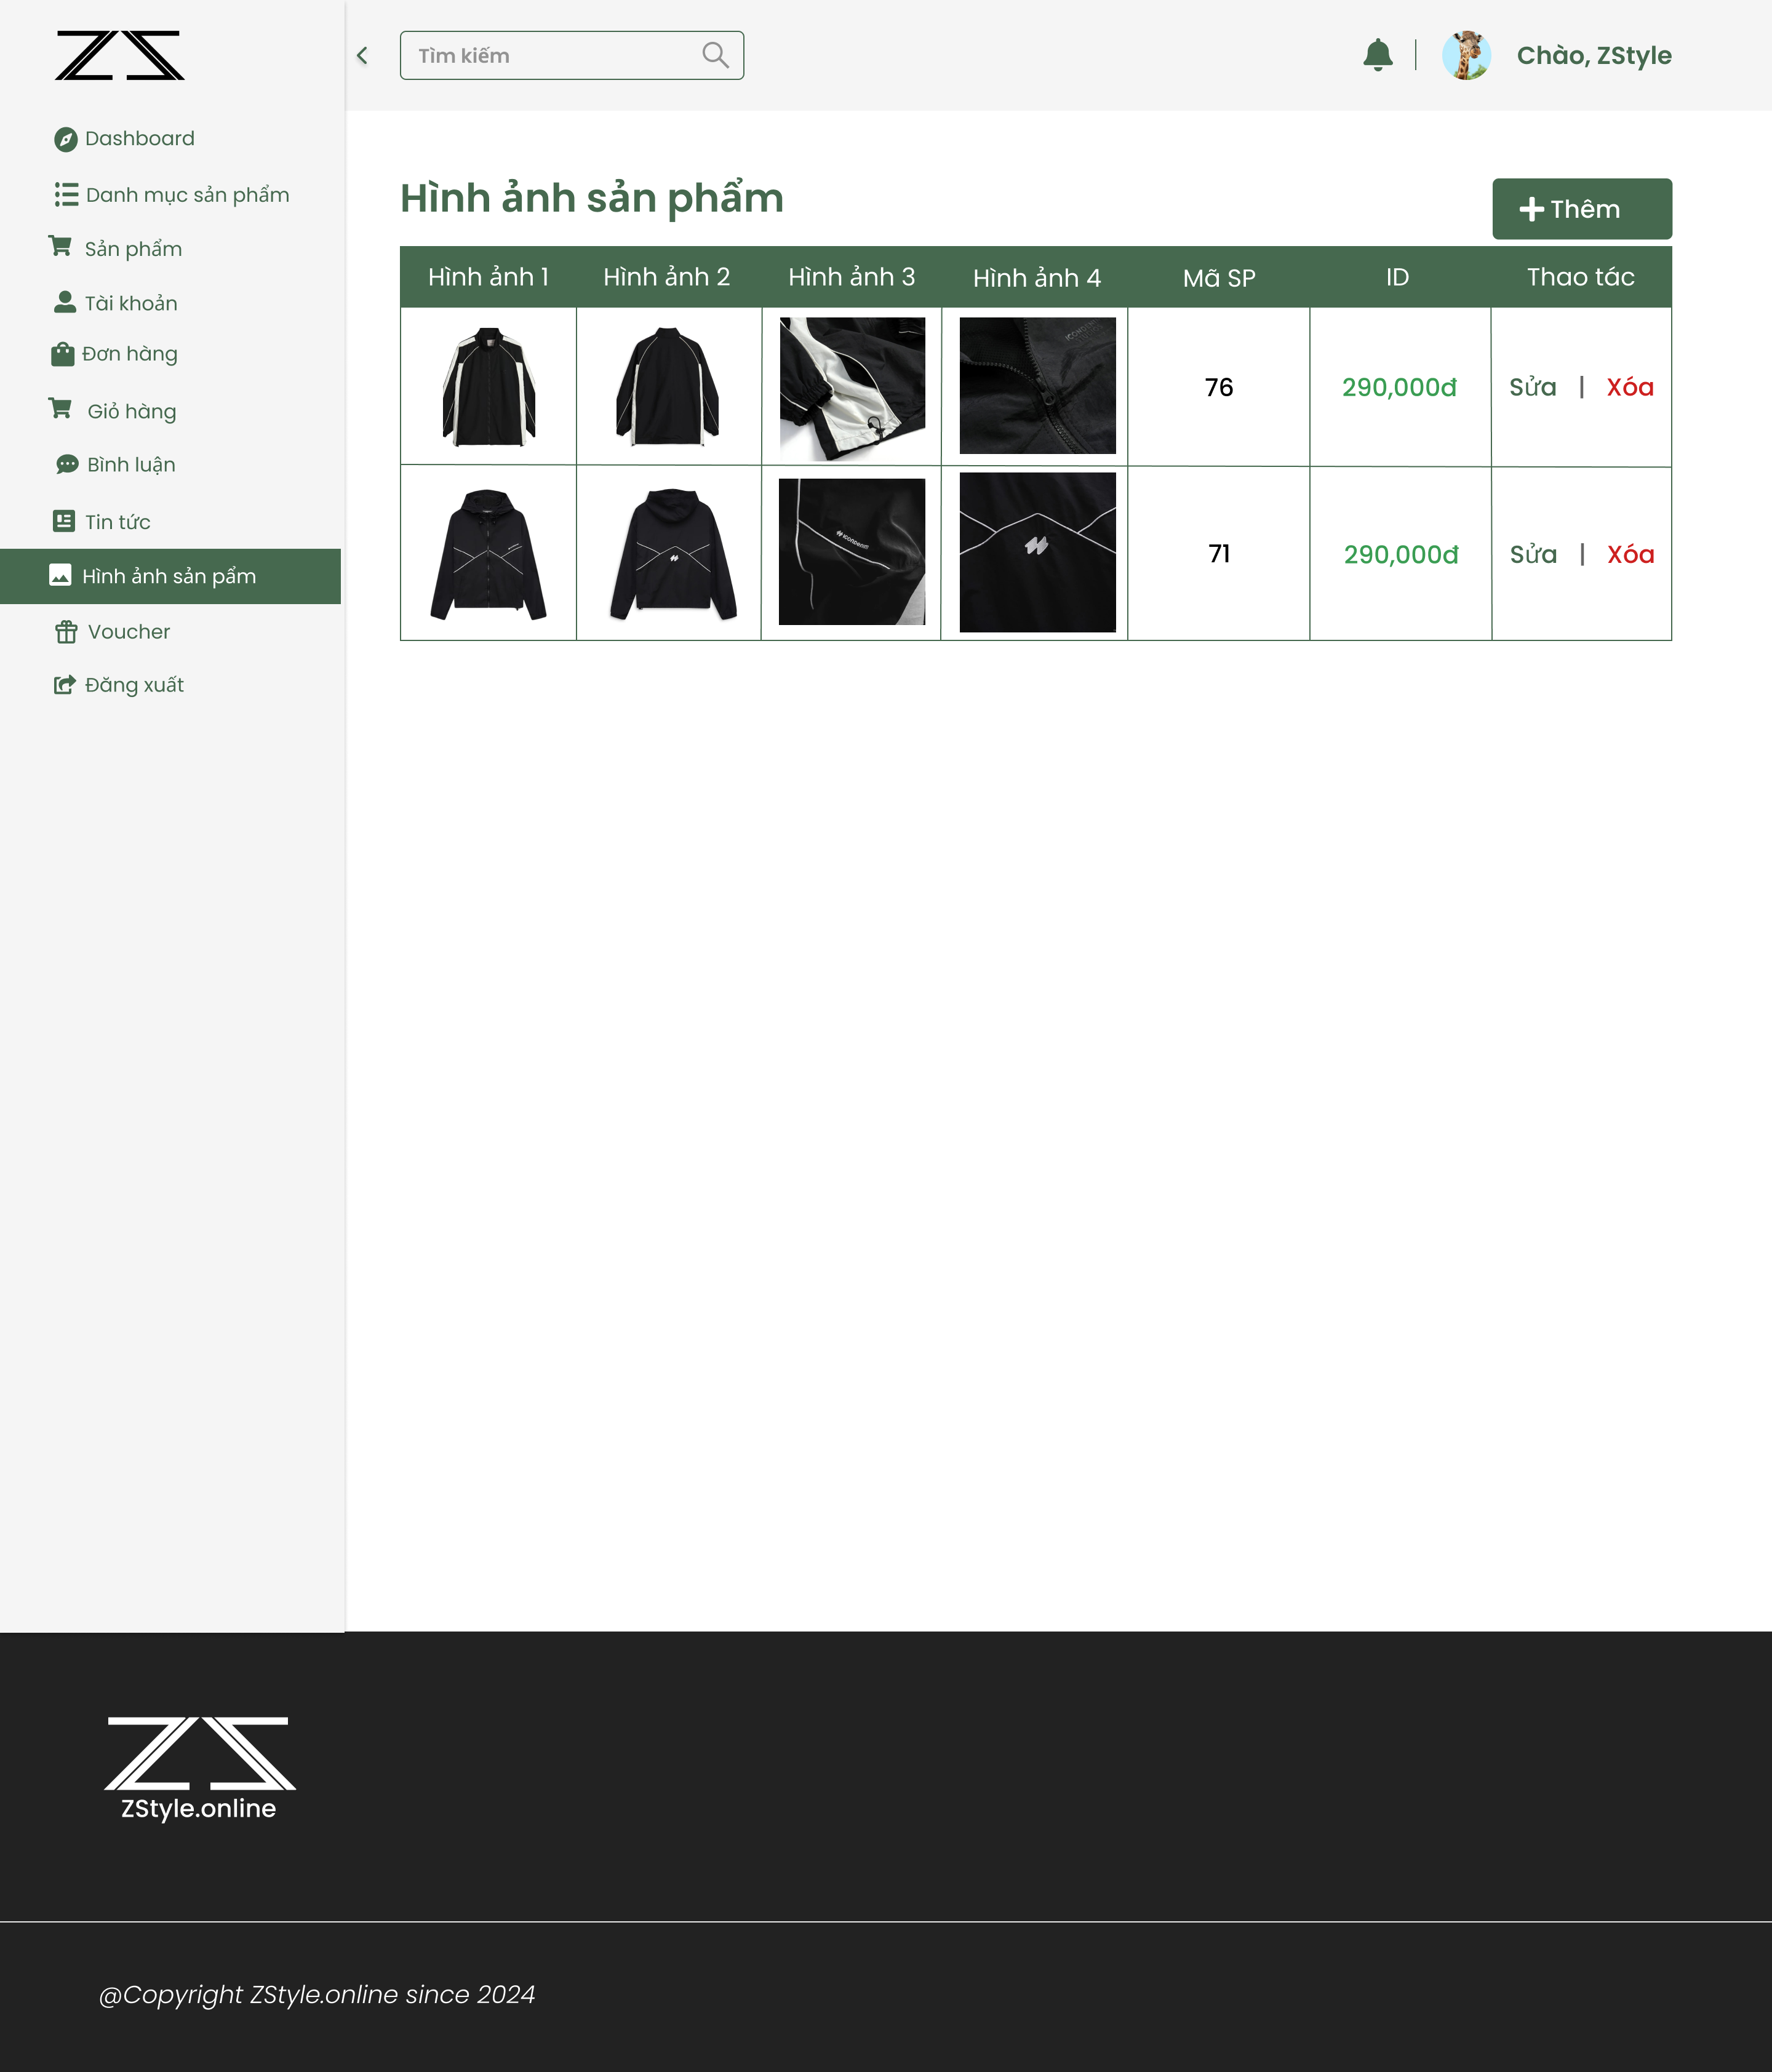 ZS
Tìm kiếm
Chào, ZStyle
Dashboard
Danh mục sản phẩm
Sản phẩm
Tài khoản
Đơn hàng
Giỏ hàng
Bình luận
Tin tức
Hình ảnh sản pẩm
Voucher
Đăng xuất
Hình ảnh sản phẩm
Thêm
Hình ảnh 1 Hình ảnh 2 Hình ảnh 3 Hình ảnh 4 Mã SP ID Thao tác
76 290,000đ Sửa | Xóa
71 290,000đ Sửa | Xóa
ZS
ZStyle.online
@Copyright ZStyle.online since 2024